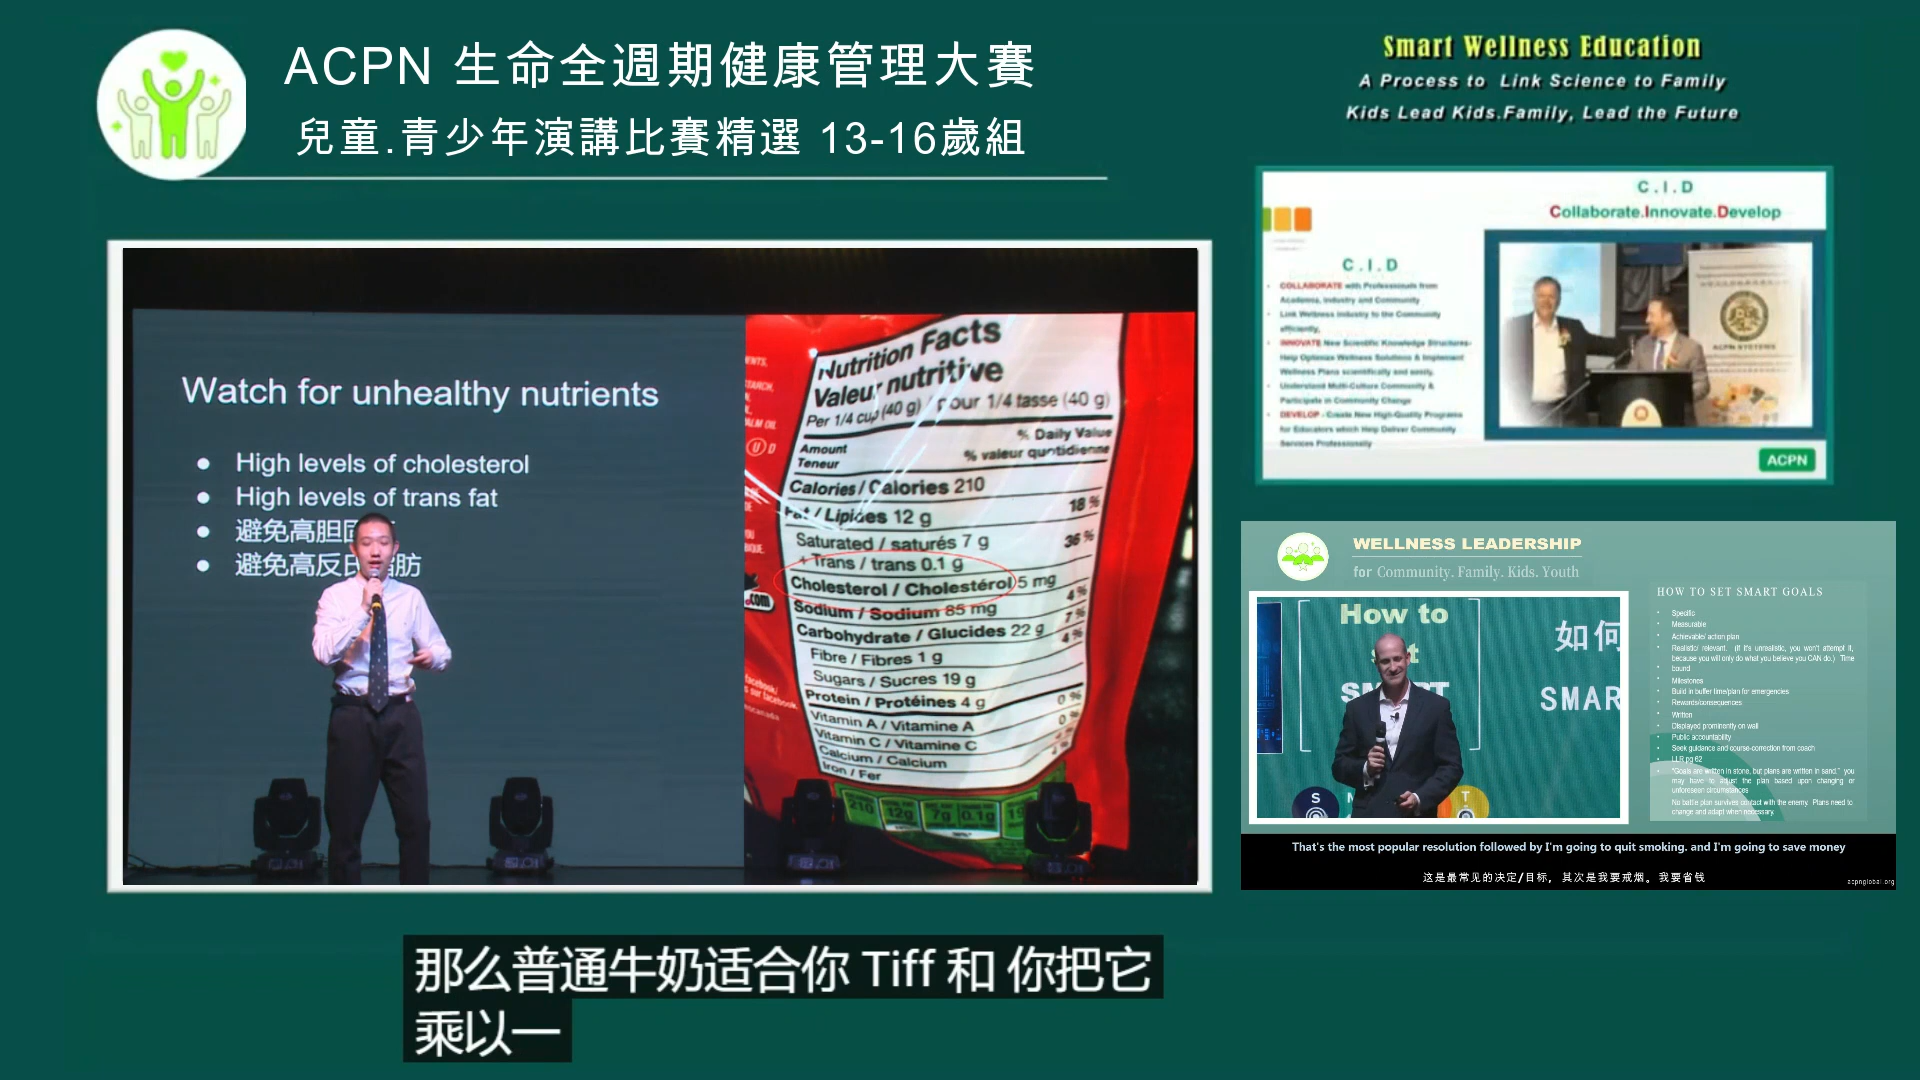 ACPN 生命全週期健康管理大賽
兒童.青少年演講比賽精選 13-16歲組
Smart Wellness Education
A Process to Link Science to Family
Kids Lead Kids.Family, Lead the Future
Watch for unhealthy nutrients
High levels of cholesterol
High levels of trans fat
避免高胆固
避免高反 脂肪
Nutrition Facts
Valeur nutritive
Per 1/4 cup (40 g) / pour 1/4 tasse (40 g)
% Daily Value
Amount
Teneur
% valeur quotidienne
Calories / Calories 210
Fat / Lipides 12 g 18 %
Saturated / saturés 7 g 36 %
+ Trans / trans 0.1 g
Cholesterol / Cholestérol 5 mg
Sodium / Sodium 85 mg 4 %
Carbohydrate / Glucides 22 g 7 %
Fibre / Fibres 1 g 4 %
Sugars / Sucres 19 g
Protein / Protéines 4 g
Vitamin A / Vitamine A 0 %
Vitamin C / Vitamine C 0 %
Calcium / Calcium
Iron / Fer
.com
210 12g 7g 0.1g
C.I.D
Collaborate.Innovate.Develop
C.I.D
COLLABORATE with Professionals from
Academia, Industry and Community
Link Wellness Industry to the Community
efficiently,
INNOVATE New Scientific Knowledge Structures-
Help Optimize Wellness Solutions & Implement
Wellness Plans scientifically and easily,
Understand Multi-Culture Community &
Participate in Community Change
DEVELOP - Create New High-Quality Programs
for Educators which Help Deliver Community
Services Professionally
ACPN SYSTEMS
ACPN
WELLNESS LEADERSHIP
for Community. Family. Kids. Youth
How to
如何
SMART
SMAR
S
T
HOW TO SET SMART GOALS
Specific
Measurable
Achievable/ action plan
Realistic/ relevant. (If it's unrealistic, you won't attempt it,
because you will only do what you believe you CAN do.) Time
bound
Milestones
Build in buffer time/plan for emergencies
Rewards/consequences
Written
Displayed prominently on wall
Public accountability
Seek guidance and course-correction from coach
LLR pg 62
"Goals are written in stone, but plans are written in sand." you
may have to adjust the plan based upon changing or
unforeseen circumstances
No battle plan survives contact with the enemy. Plans need to
change and adapt when necessary.
That's the most popular resolution followed by I'm going to quit smoking. and I'm going to save money
这是最常见的决定/目标，其次是我要戒烟。我要省钱
acpnglobal.org
那么普通牛奶适合你 Tiff 和 你把它
乘以一